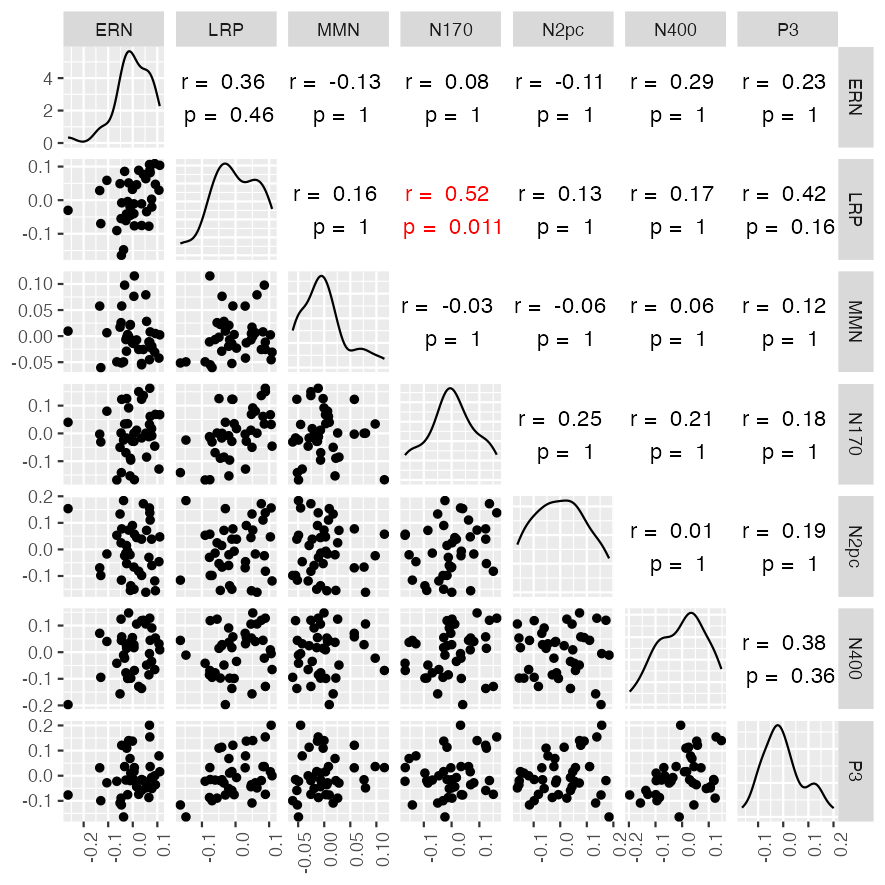 ERN LRP MMN N170 N2pc N400 P3
4 r = 0.36 r = -0.13 r = 0.08 r = -0.11 r = 0.29 r = 0.23 ERN
2 p = 0.46 p = 1 p = 1 p = 1 p = 1 p = 1
0
0.1 r = 0.16 r = 0.52 r = 0.13 r = 0.17 r = 0.42 LRP
0.0 p = 1 p = 0.011 p = 1 p = 1 p = 0.16
-0.1
0.10 r = -0.03 r = -0.06 r = 0.06 r = 0.12 MMN
0.05 p = 1 p = 1 p = 1 p = 1
0.00
-0.05
0.1 r = 0.25 r = 0.21 r = 0.18 N170
0.0 p = 1 p = 1 p = 1
-0.1
0.2 r = 0.01 r = 0.19 N2pc
0.1 p = 1 p = 1
0.0
-0.1
0.1 r = 0.38 N400
0.0 p = 0.36
-0.1
-0.2
0.2 P3
0.1
0.0
-0.1
-0.2 -0.1 0.0 0.1 -0.1 0.0 0.1 -0.05 0.00 0.05 0.10 -0.1 0.0 0.1 -0.1 0.0 0.1 0.2 -0.2 -0.1 0.0 0.1 -0.1 0.0 0.1 0.2